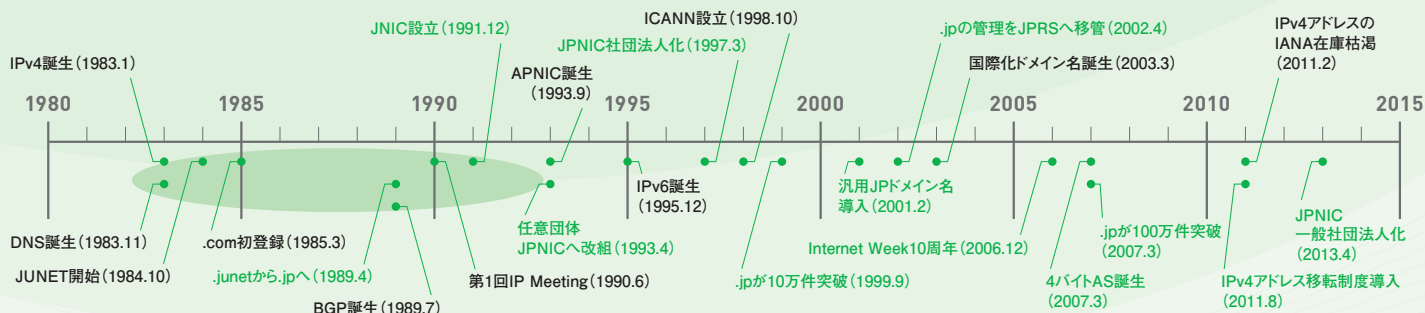 ICANN設立（1998.10）
JNIC設立（1991.12）
.jpの管理をJPRSへ移管（2002.4）
IPv4アドレスの
IANA在庫枯渇
（2011.2）
JPNIC社団法人化（1997.3）
IPv4誕生（1983.1）
APNIC誕生
（1993.9）
国際化ドメイン名誕生（2003.3）
1980
1985
1990
1995
2000
2005
2010
2015
IPv6誕生
（1995.12）
汎用JPドメイン名
導入（2001.2）
任意団体
JPNICへ改組（1993.4）
JPNIC
一般社団法人化
（2013.4）
.jpが100万件突破
（2007.3）
DNS誕生（1983.11）
.com初登録（1985.3）
Internet Week10周年（2006.12）
JUNET開始（1984.10）
.junetから.jpへ（1989.4）
第1回IP Meeting（1990.6）
.jpが10万件突破（1999.9）
4バイトAS誕生
（2007.3）
IPv4アドレス移転制度導入
（2011.8）
BGP誕生（1989.7）